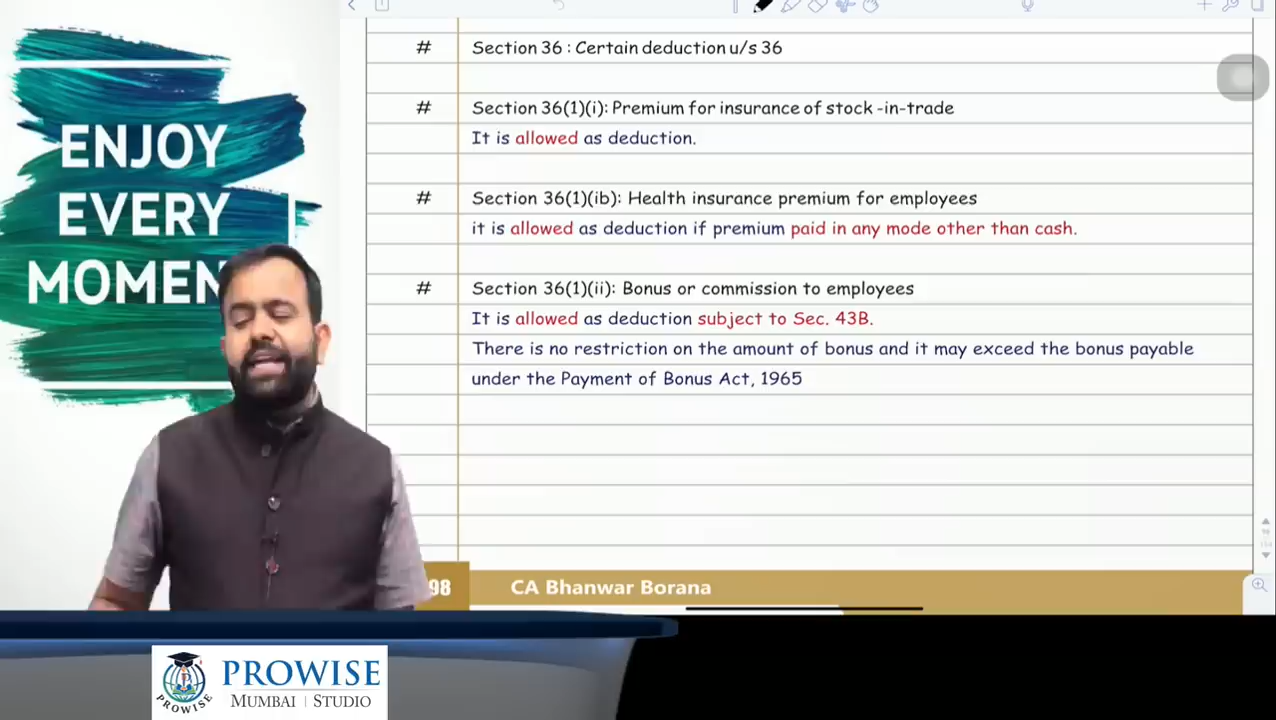 ENJOY
EVERY
MOMEN
# Section 36 : Certain deduction u/s 36
# Section 36(1)(i): Premium for insurance of stock -in-trade
It is allowed as deduction.
# Section 36(1)(ib): Health insurance premium for employees
it is allowed as deduction if premium paid in any mode other than cash.
# Section 36(1)(ii): Bonus or commission to employees
It is allowed as deduction subject to Sec. 43B.
There is no restriction on the amount of bonus and it may exceed the bonus payable
under the Payment of Bonus Act, 1965
98 CA Bhanwar Borana
PROWISE
PROWISE
MUMBAI | STUDIO